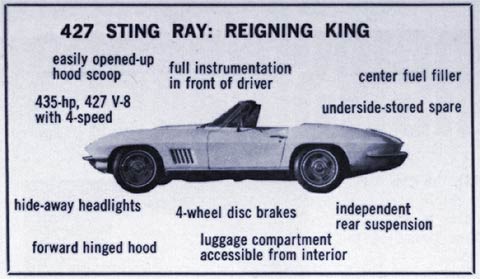 427 STING RAY: REIGNING KING
easily opened-up
hood scoop
full instrumentation
in front of driver
center fuel filler
435-hp, 427 V-8
with 4-speed
underside-stored spare
hide-away headlights
4-wheel disc brakes
independent
rear suspension
forward hinged hood
luggage compartment
accessible from interior